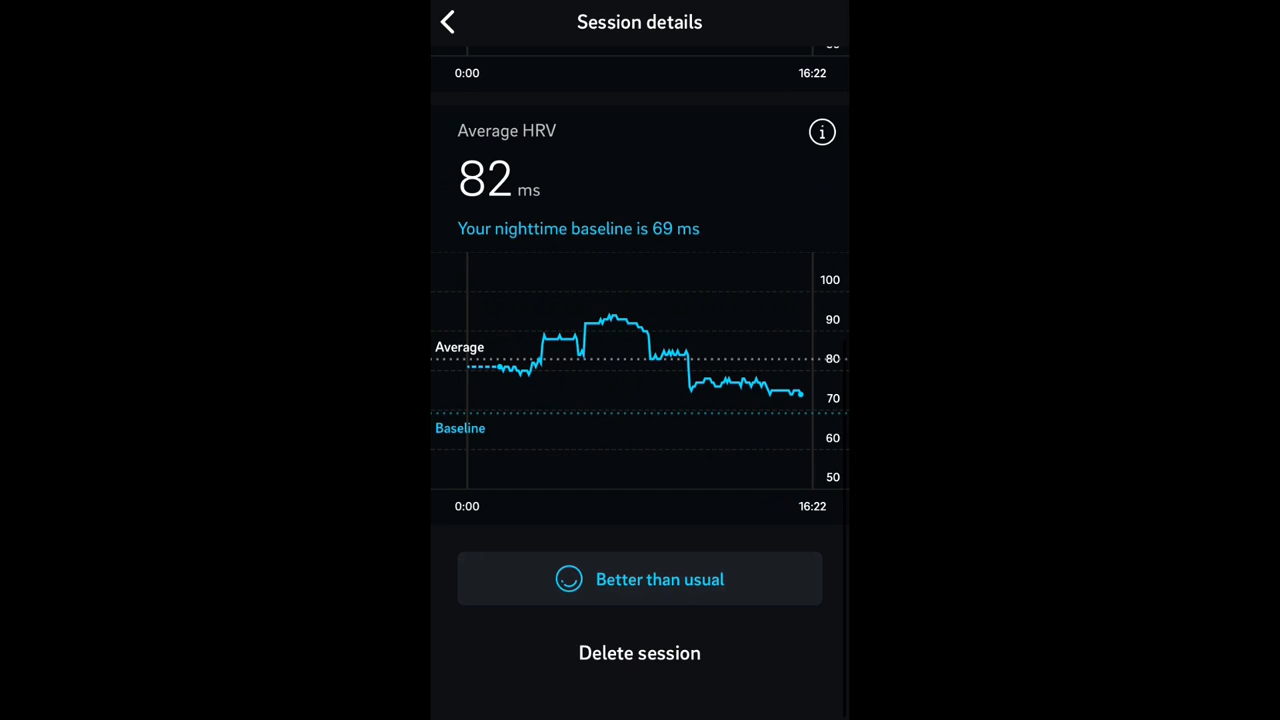 Session details
0:00 16:22
Average HRV
82 ms
Your nighttime baseline is 69 ms
100
90
Average
80
70
Baseline
60
50
0:00 16:22
Better than usual
Delete session